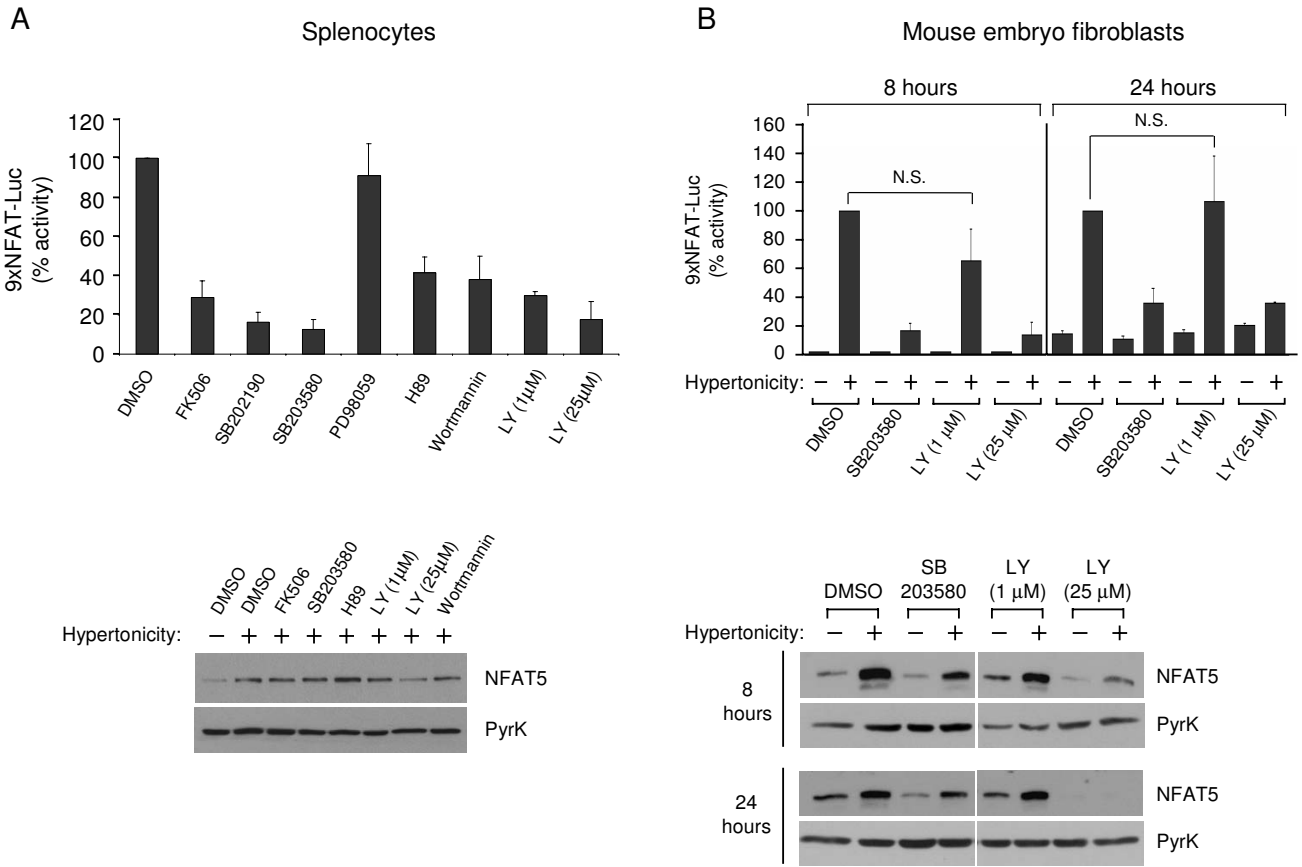 A
Splenocytes
9xNFAT-Luc
(% activity)
120
100
80
60
40
20
0
DMSO
FK506
SB202190
SB203580
PD98059
H89
Wortmannin
LY (1µM)
LY (25µM)
DMSO
DMSO
FK506
SB203580
H89
LY (1µM)
LY (25µM)
Wortmannin
Hypertonicity: − + + + + + + +
NFAT5
PyrK
B
Mouse embryo fibroblasts
8 hours
24 hours
N.S.
N.S.
9xNFAT-Luc
(% activity)
160
140
120
100
80
60
40
20
0
Hypertonicity: − + − + − + − + − + − + − + − +
DMSO
SB203580
LY (1 µM)
LY (25 µM)
DMSO
SB203580
LY (1 µM)
LY (25 µM)
DMSO
SB
203580
LY
(1 µM)
LY
(25 µM)
Hypertonicity: − + − + − + − +
8
hours
NFAT5
PyrK
24
hours
NFAT5
PyrK